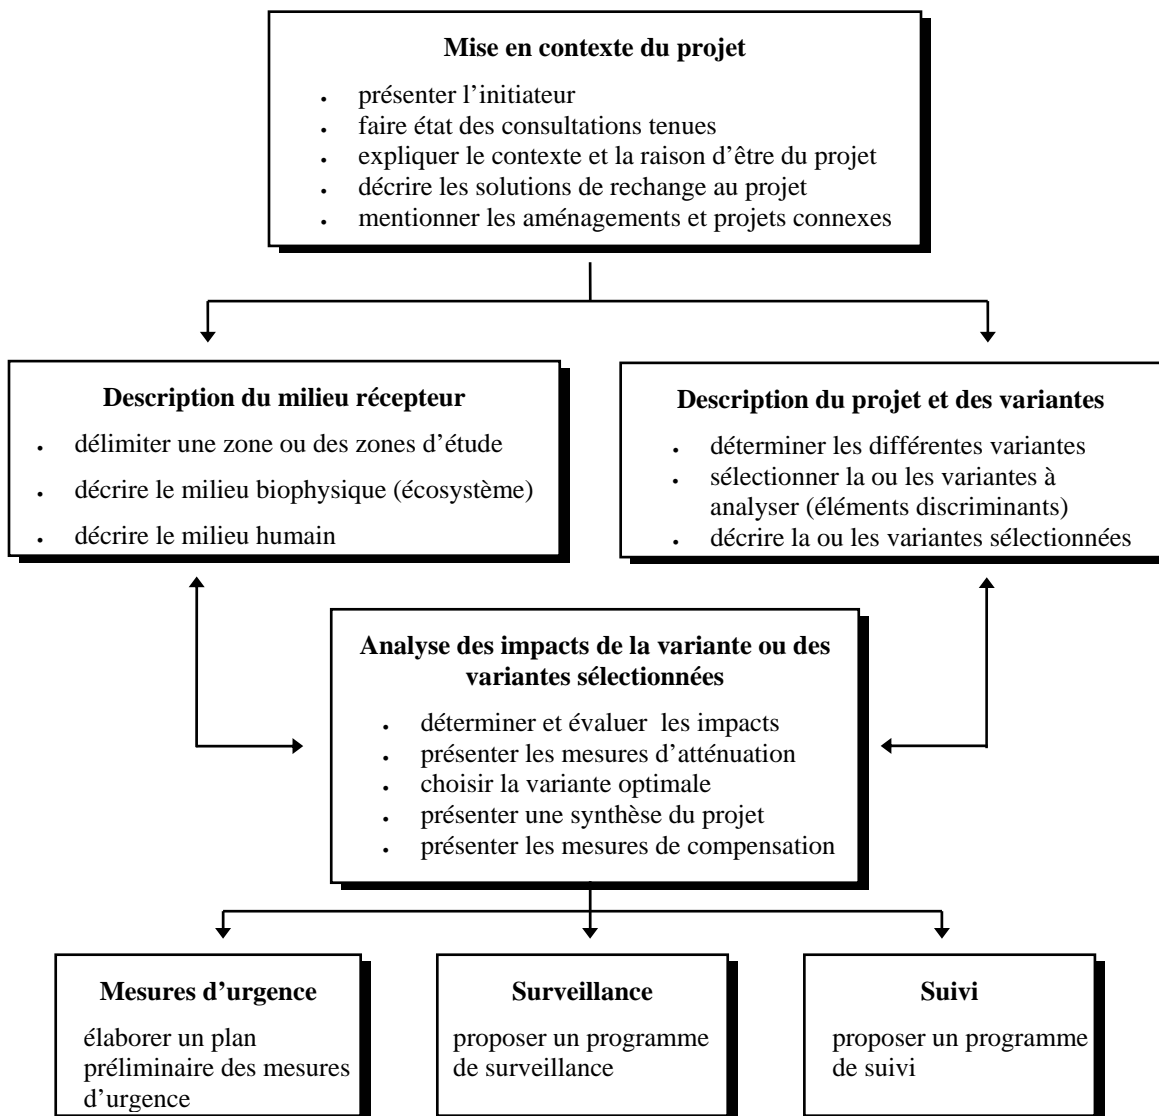 Mise en contexte du projet
• présenter l’initiateur
• faire état des consultations tenues
• expliquer le contexte et la raison d’être du projet
• décrire les solutions de rechange au projet
• mentionner les aménagements et projets connexes
Description du milieu récepteur
• délimiter une zone ou des zones d’étude
• décrire le milieu biophysique (écosystème)
• décrire le milieu humain
Description du projet et des variantes
• déterminer les différentes variantes
• sélectionner la ou les variantes à
analyser (éléments discriminants)
• décrire la ou les variantes sélectionnées
Analyse des impacts de la variante ou des
variantes sélectionnées
• déterminer et évaluer les impacts
• présenter les mesures d’atténuation
• choisir la variante optimale
• présenter une synthèse du projet
• présenter les mesures de compensation
Mesures d’urgence
élaborer un plan
préliminaire des mesures
d’urgence
Surveillance
proposer un programme
de surveillance
Suivi
proposer un programme
de suivi